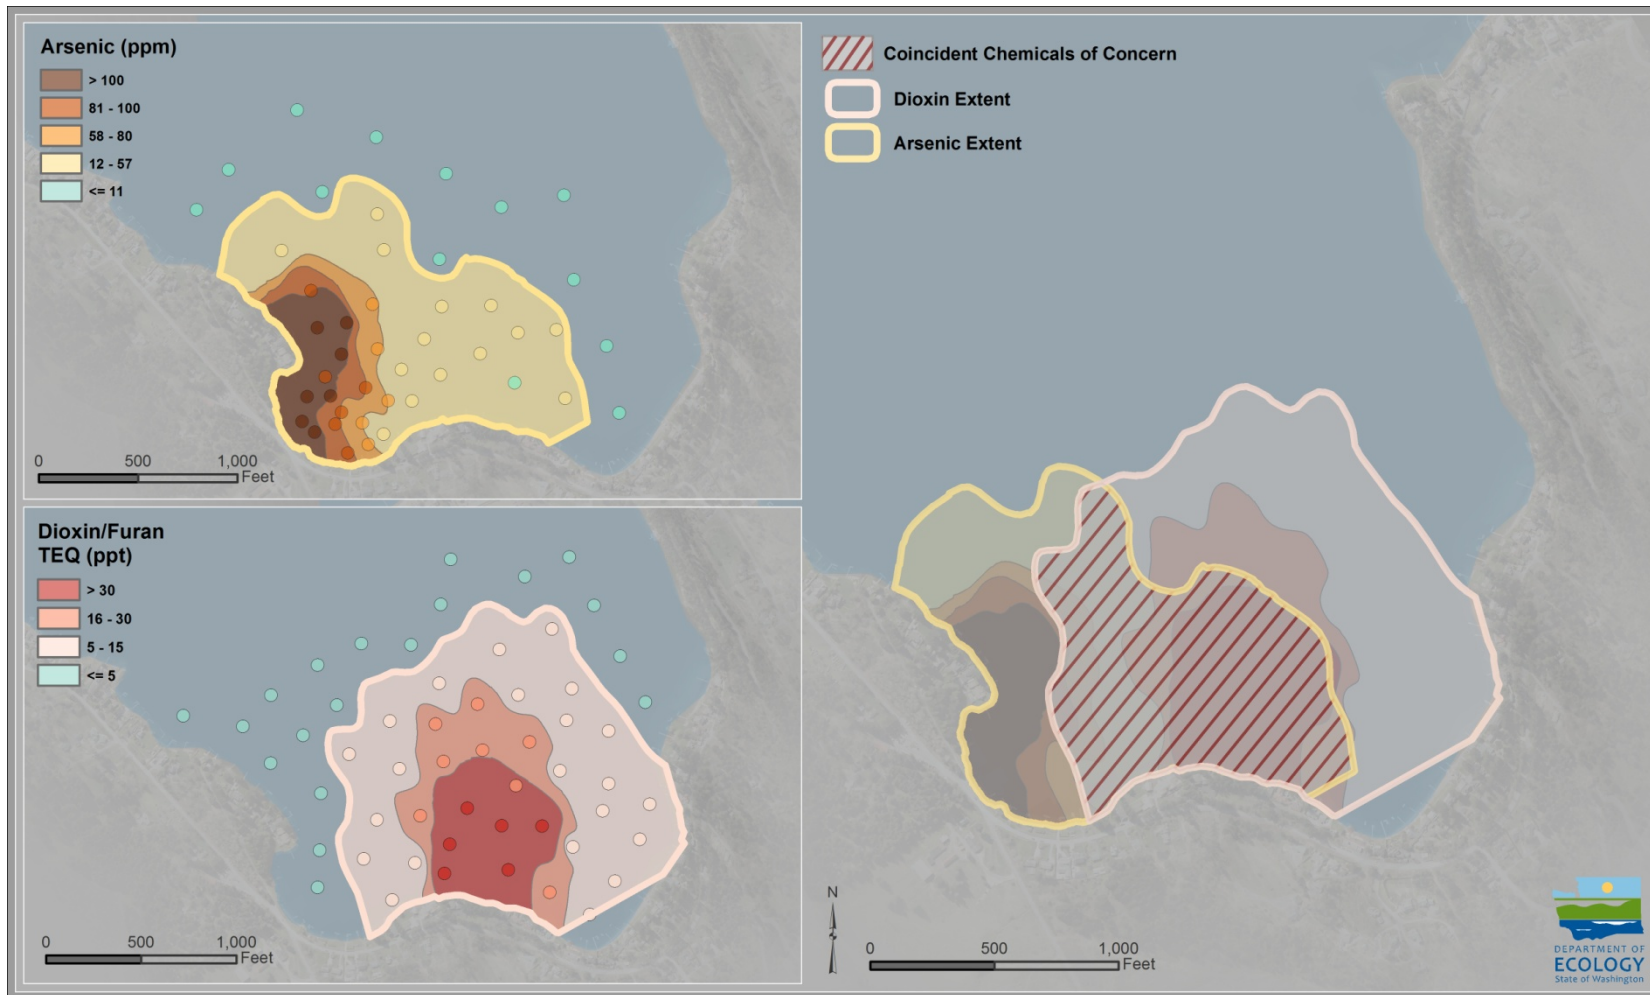 Arsenic (ppm)
> 100
81 - 100
58 - 80
12 - 57
<= 11
0 500 1,000
Feet
Dioxin/Furan
TEQ (ppt)
> 30
16 - 30
5 - 15
<= 5
0 500 1,000
Feet
Coincident Chemicals of Concern
Dioxin Extent
Arsenic Extent
N
0 500 1,000
Feet
DEPARTMENT OF
ECOLOGY
State of Washington